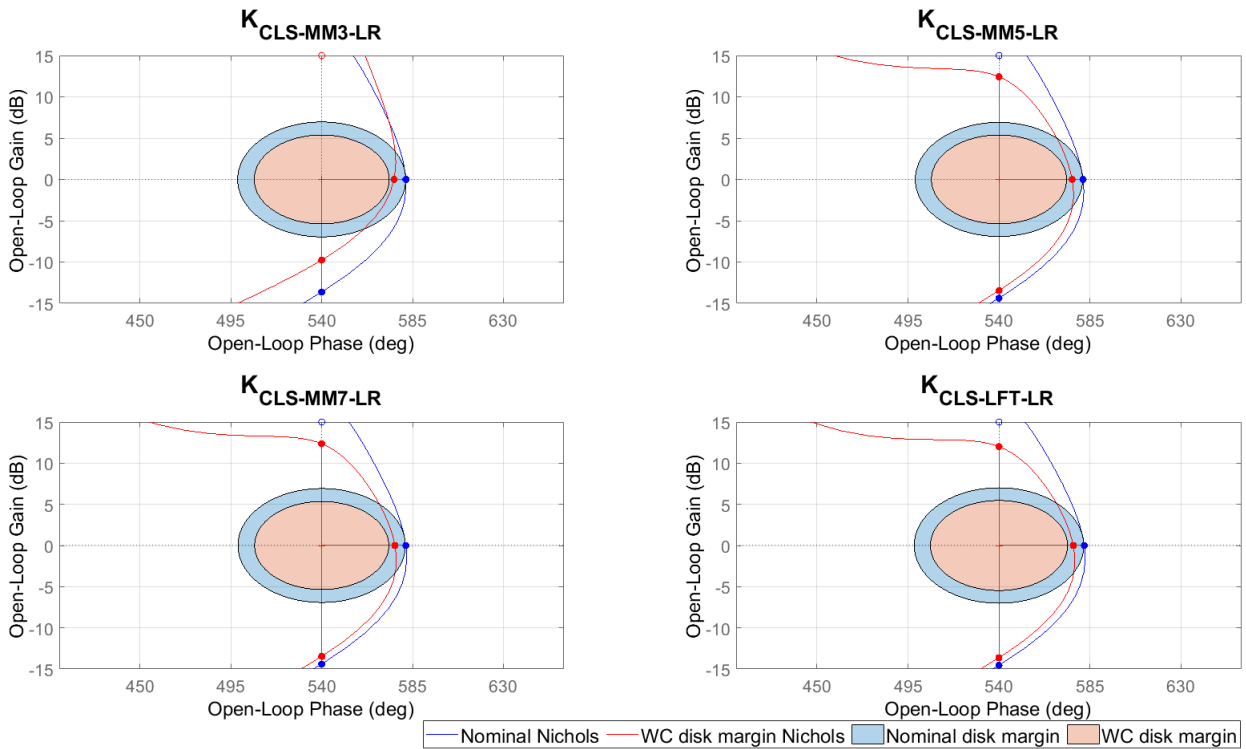 K_CLS-MM3-LR
15
10
5
0
-5
-10
-15
Open-Loop Gain (dB)
450 495 540 585 630
Open-Loop Phase (deg)
K_CLS-MM5-LR
15
10
5
0
-5
-10
-15
Open-Loop Gain (dB)
450 495 540 585 630
Open-Loop Phase (deg)
K_CLS-MM7-LR
15
10
5
0
-5
-10
-15
Open-Loop Gain (dB)
450 495 540 585 630
Open-Loop Phase (deg)
K_CLS-LFT-LR
15
10
5
0
-5
-10
-15
Open-Loop Gain (dB)
450 495 540 585 630
Open-Loop Phase (deg)
Nominal Nichols WC disk margin Nichols Nominal disk margin WC disk margin